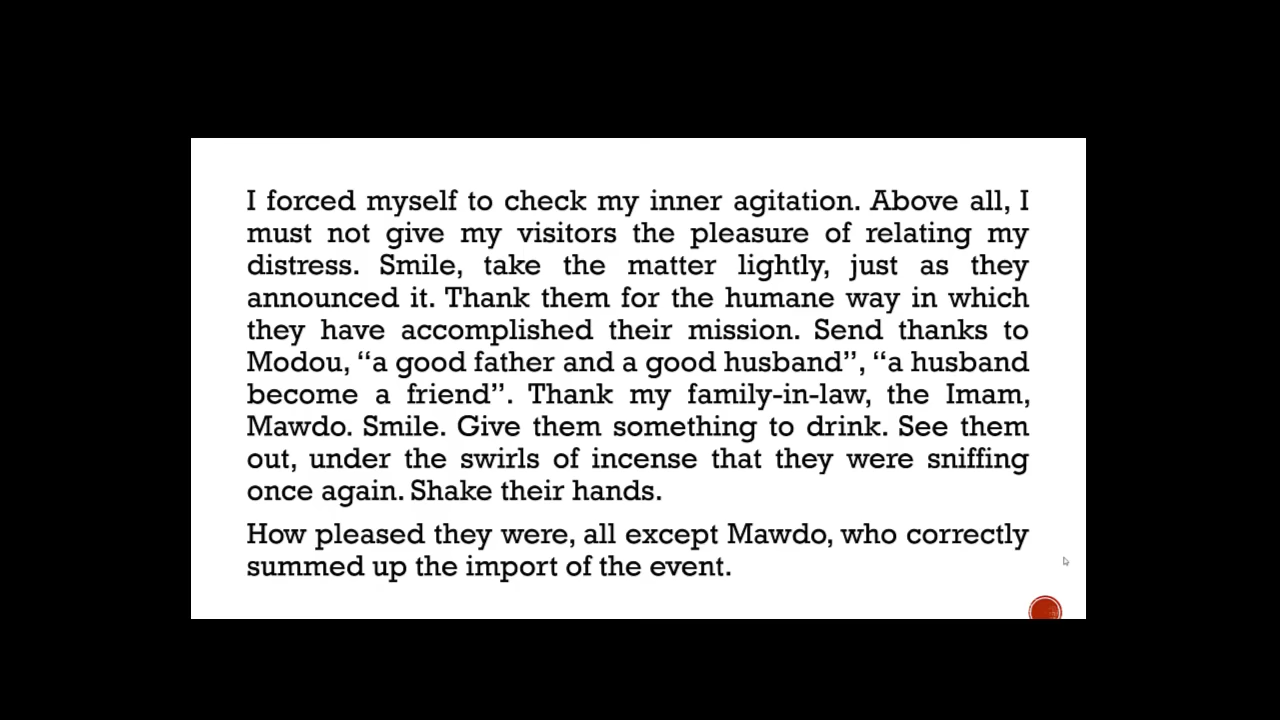 I forced myself to check my inner agitation. Above all, I
must not give my visitors the pleasure of relating my
distress. Smile, take the matter lightly, just as they
announced it. Thank them for the humane way in which
they have accomplished their mission. Send thanks to
Modou, “a good father and a good husband”, “a husband
become a friend”. Thank my family-in-law, the Imam,
Mawdo. Smile. Give them something to drink. See them
out, under the swirls of incense that they were sniffing
once again. Shake their hands.
How pleased they were, all except Mawdo, who correctly
summed up the import of the event.